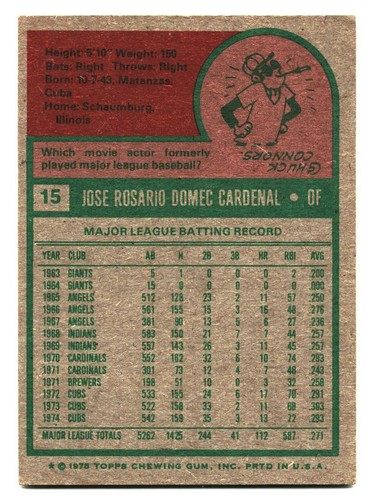 Height: 5'10" Weight: 150
Bats: Right Throws: Right
Born: 10-7-43, Matanzas,
Cuba
Home: Schaumburg,
Illinois
Which movie actor formerly
played major league baseball?
CHUCK
CONNORS
15 JOSE ROSARIO DOMEC CARDENAL • OF
MAJOR LEAGUE BATTING RECORD
YEAR CLUB AB H 2B 3B HR RBI AVG
1963 GIANTS 5 1 0 0 0 2 .200
1964 GIANTS 15 0 0 0 0 0 .000
1965 ANGELS 512 128 23 2 11 57 .250
1966 ANGELS 561 155 15 3 16 48 .276
1967 ANGELS 381 90 13 5 6 27 .236
1968 INDIANS 583 150 21 7 7 44 .257
1969 INDIANS 557 143 26 3 11 45 .257
1970 CARDINALS 552 162 32 6 10 74 .293
1971 CARDINALS 301 73 12 4 7 48 .243
1971 BREWERS 198 51 10 0 3 32 .258
1972 CUBS 533 155 24 6 17 70 .291
1973 CUBS 522 158 33 2 11 68 .303
1974 CUBS 542 159 35 3 13 72 .293
MAJOR LEAGUE TOTALS 5262 1425 244 41 112 587 .271
★ © 1975 TOPPS CHEWING GUM, INC. PRTD IN U.S.A.